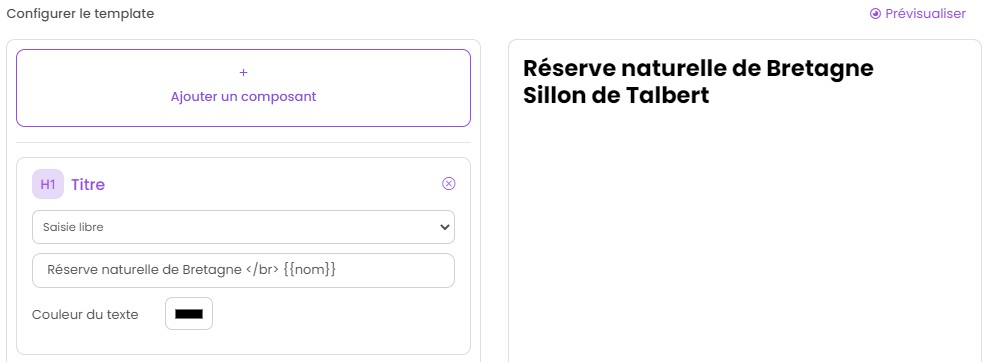 Configurer le template
Prévisualiser
+
Ajouter un composant
H1 Titre
Saisie libre
Réserve naturelle de Bretagne </br> {{nom}}
Couleur du texte
Réserve naturelle de Bretagne
Sillon de Talbert